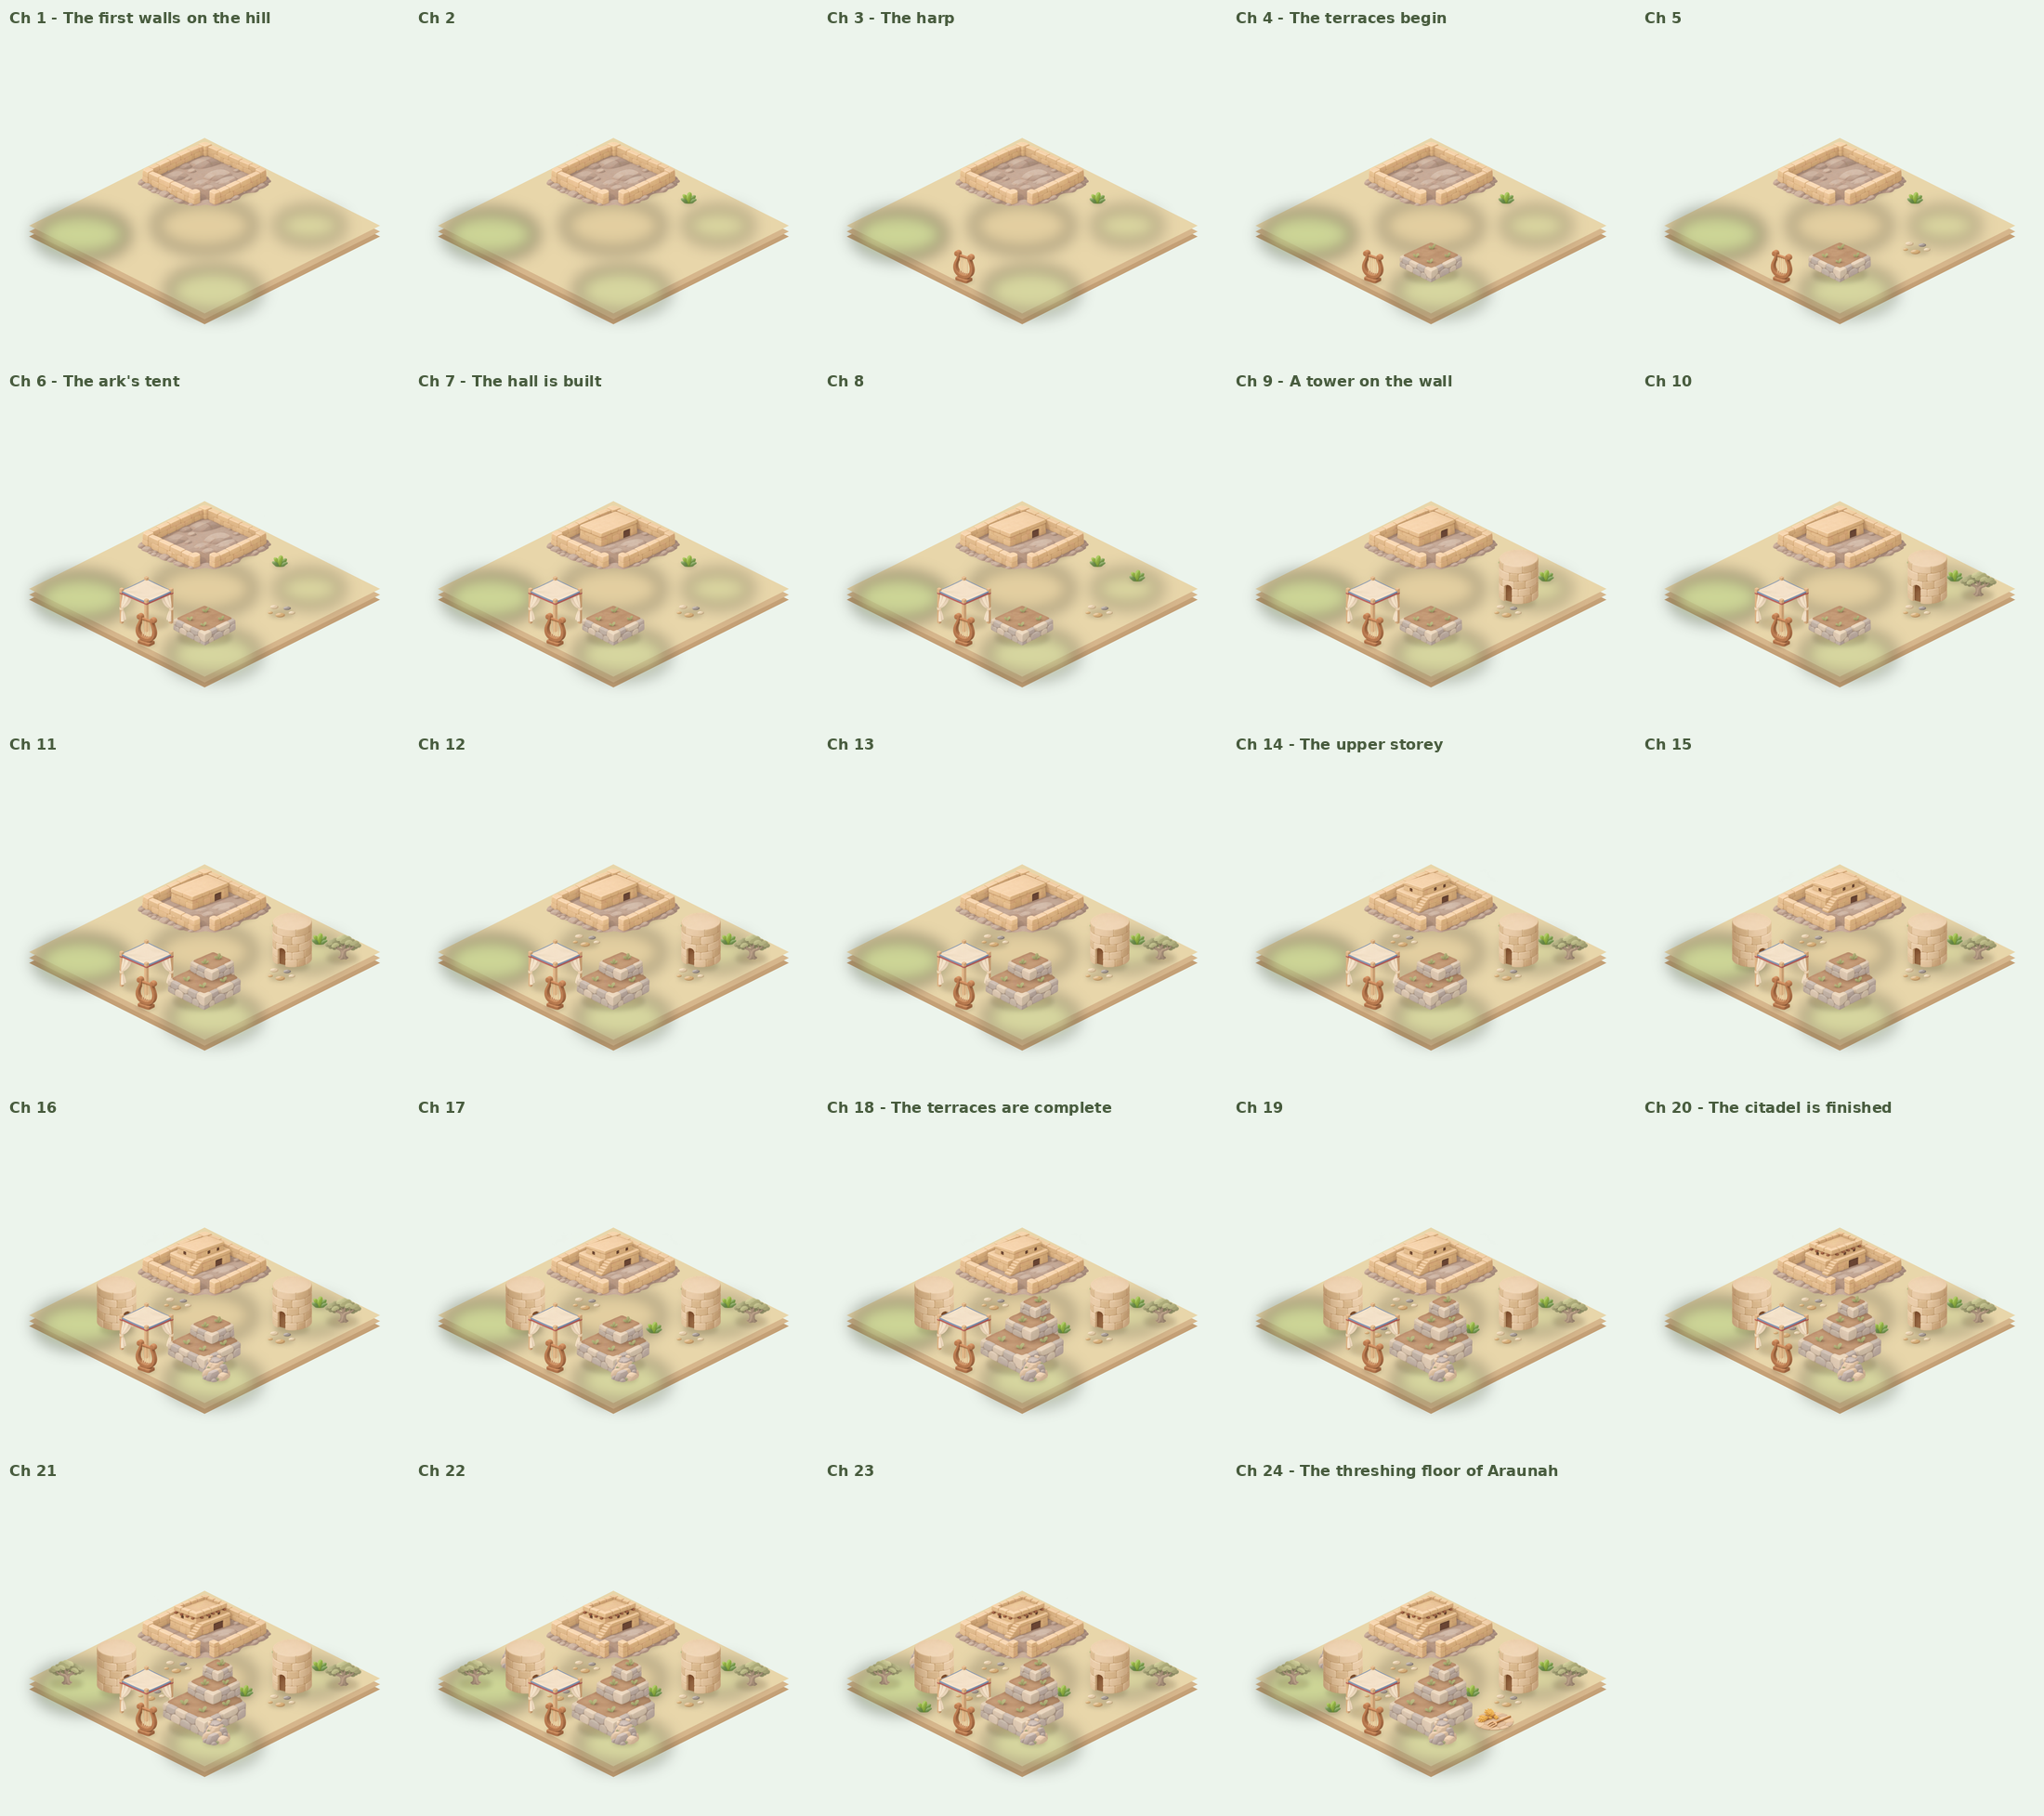 Ch 1 - The first walls on the hill
Ch 2
Ch 3 - The harp
Ch 4 - The terraces begin
Ch 5
Ch 6 - The ark's tent
Ch 7 - The hall is built
Ch 8
Ch 9 - A tower on the wall
Ch 10
Ch 11
Ch 12
Ch 13
Ch 14 - The upper storey
Ch 15
Ch 16
Ch 17
Ch 18 - The terraces are complete
Ch 19
Ch 20 - The citadel is finished
Ch 21
Ch 22
Ch 23
Ch 24 - The threshing floor of Araunah